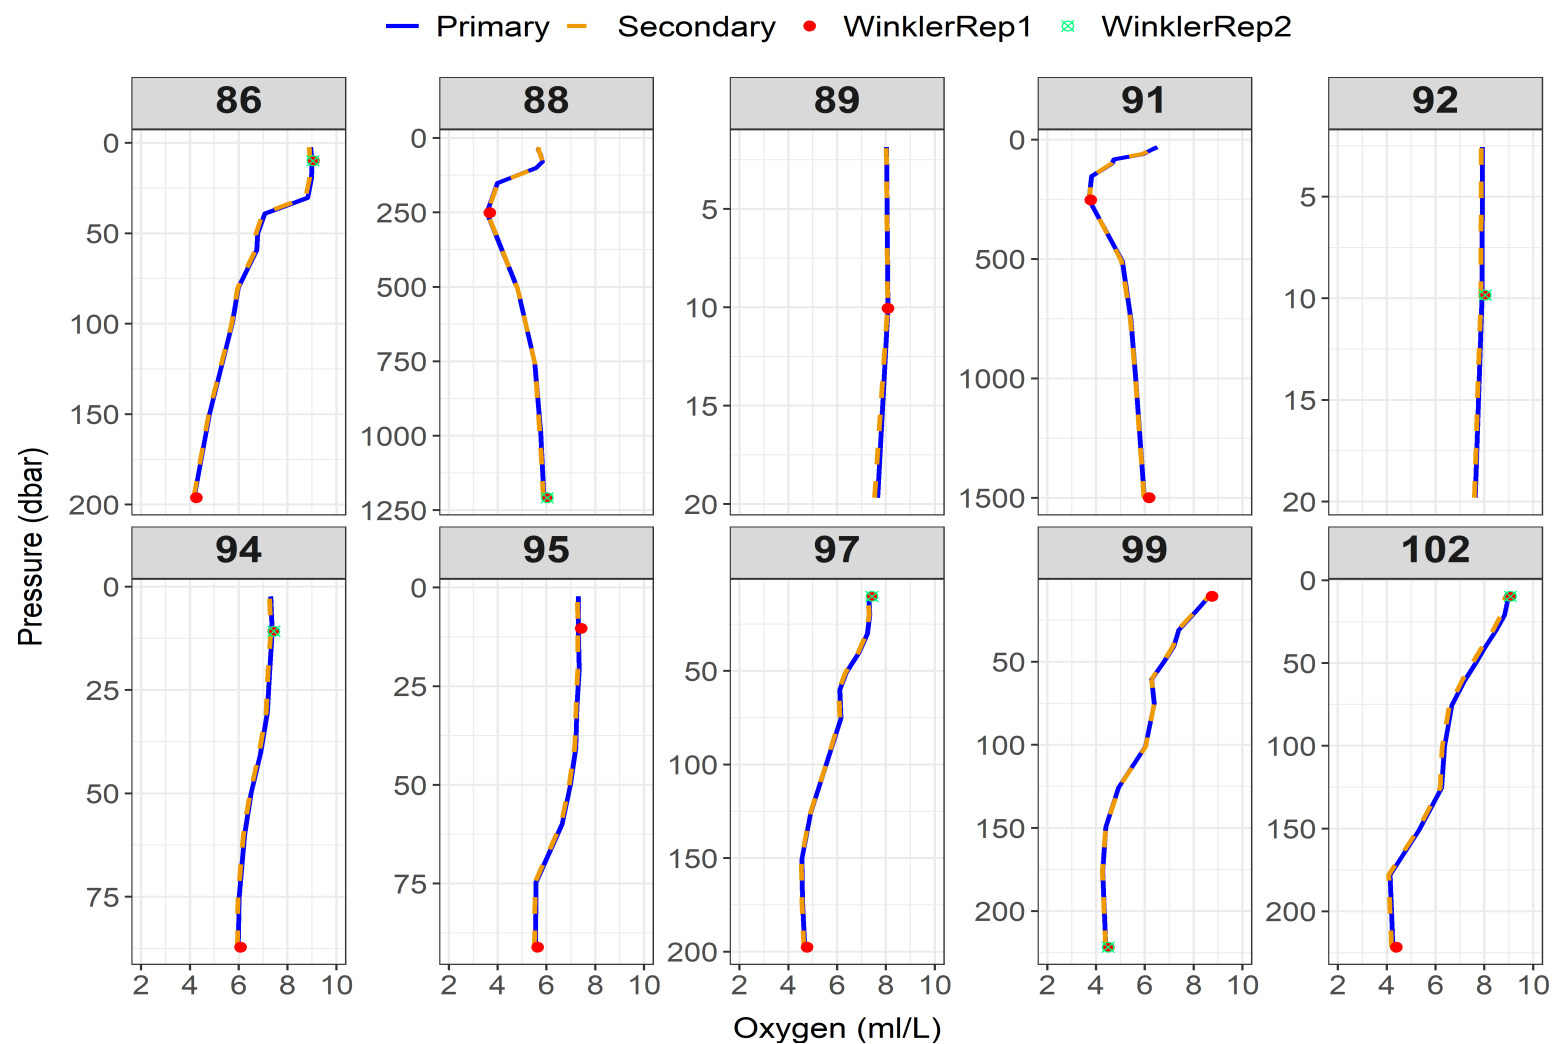 Primary Secondary WinklerRep1 WinklerRep2
86 88 89 91 92
0 50 100 150 200
0 250 500 750 1000 1250
5 10 15 20
0 500 1000 1500
5 10 15 20
Pressure (dbar)
94 95 97 99 102
0 25 50 75
0 25 50 75
50 100 150 200
50 100 150 200
0 50 100 150 200
2 4 6 8 10 2 4 6 8 10 2 4 6 8 10 2 4 6 8 10 2 4 6 8 10
Oxygen (ml/L)